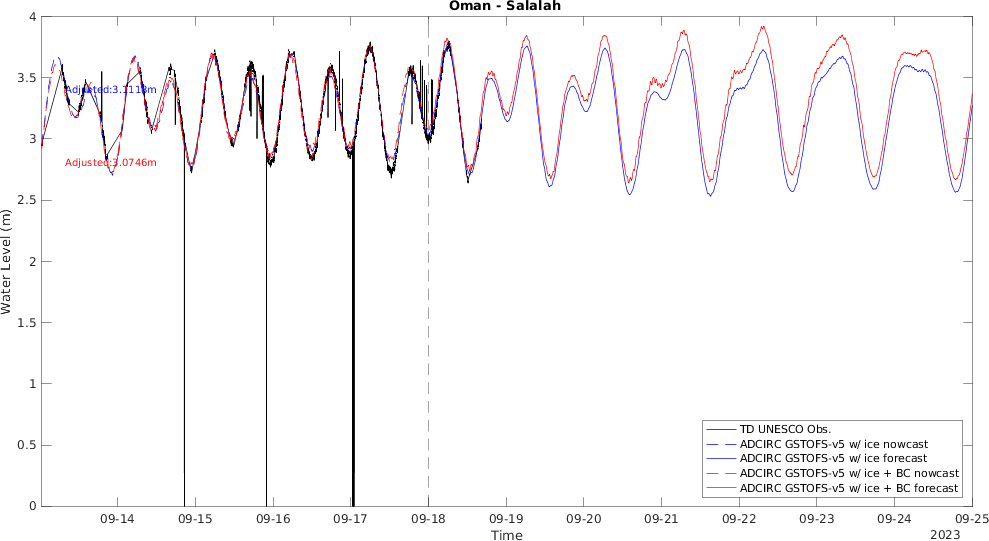 Oman - Salalah
Water Level (m)
4
3.5
3
2.5
2
1.5
1
0.5
0
Adjusted:3.1118m
Adjusted:3.0746m
TD UNESCO Obs.
ADCIRC GSTOFS-v5 w/ ice nowcast
ADCIRC GSTOFS-v5 w/ ice forecast
ADCIRC GSTOFS-v5 w/ ice + BC nowcast
ADCIRC GSTOFS-v5 w/ ice + BC forecast
09-14 09-15 09-16 09-17 09-18 09-19 09-20 09-21 09-22 09-23 09-24 09-25
Time
2023